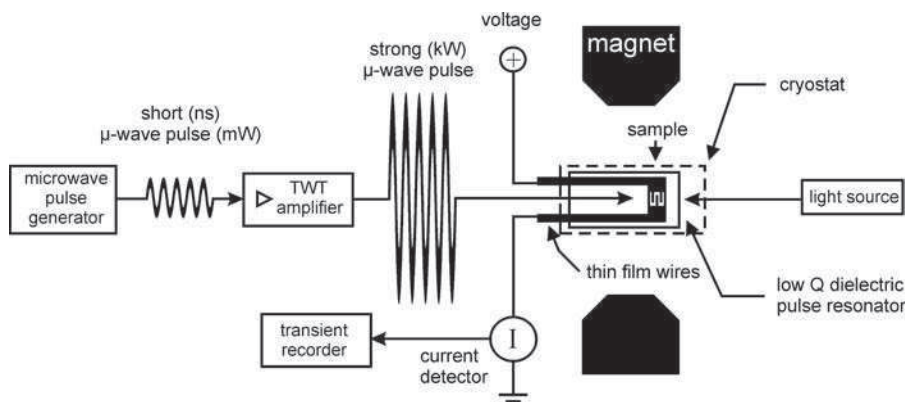 voltage
+
strong (kW)
μ-wave pulse
magnet
cryostat
short (ns)
μ-wave pulse (mW)
sample
microwave
pulse
generator
TWT
amplifier
light source
thin film wires
low Q dielectric
pulse resonator
transient
recorder
current
detector
I